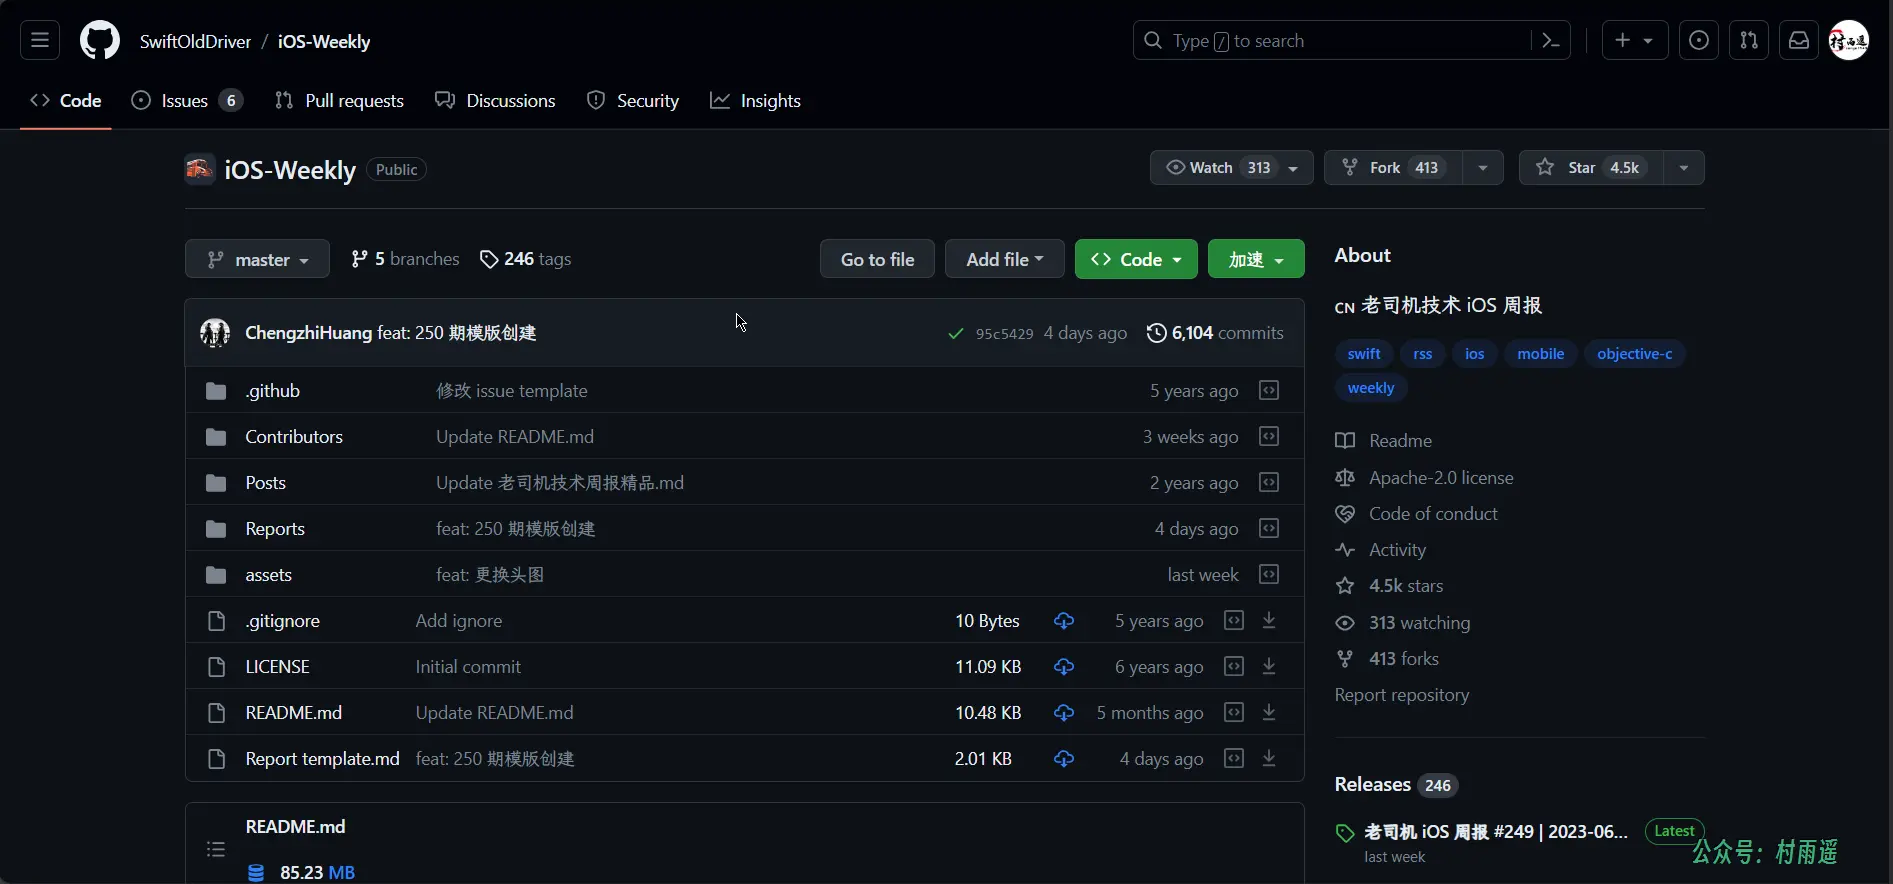 SwiftOldDriver / iOS-Weekly
Type / to search
Code
Issues 6
Pull requests
Discussions
Security
Insights
iOS-Weekly Public
Watch 313
Fork 413
Star 4.5k
master
5 branches
246 tags
Go to file
Add file
Code
加速
ChengzhiHuang feat: 250 期模版创建
95c5429 4 days ago 6,104 commits
.github 修改 issue template 5 years ago
Contributors Update README.md 3 weeks ago
Posts Update 老司机技术周报精品.md 2 years ago
Reports feat: 250 期模版创建 4 days ago
assets feat: 更换头图 last week
.gitignore Add ignore 10 Bytes 5 years ago
LICENSE Initial commit 11.09 KB 6 years ago
README.md Update README.md 10.48 KB 5 months ago
Report template.md feat: 250 期模版创建 2.01 KB 4 days ago
README.md
85.23 MB
About
CN 老司机技术 iOS 周报
swift rss ios mobile objective-c
weekly
Readme
Apache-2.0 license
Code of conduct
Activity
4.5k stars
313 watching
413 forks
Report repository
Releases 246
老司机 iOS 周报 #249 | 2023-06... Latest
last week
公众号：村雨遥